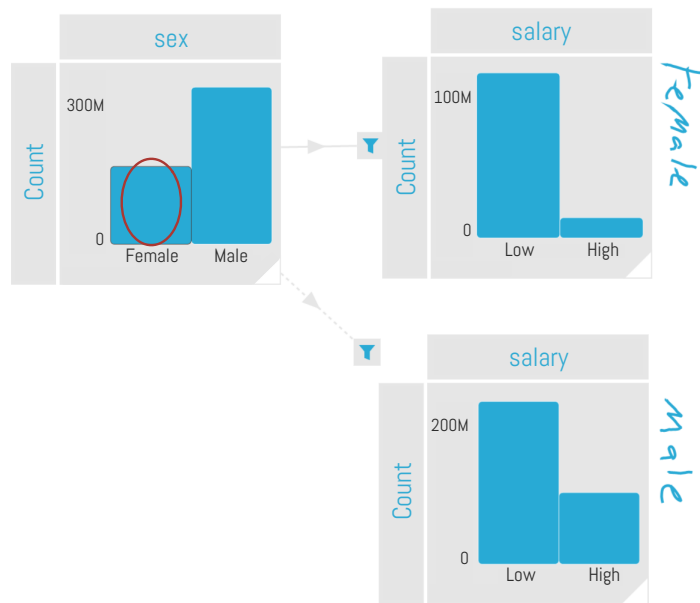 sex
Count
300M
0
Female Male
salary
Count
100M
0
Low High
Female
salary
Count
200M
0
Low High
male